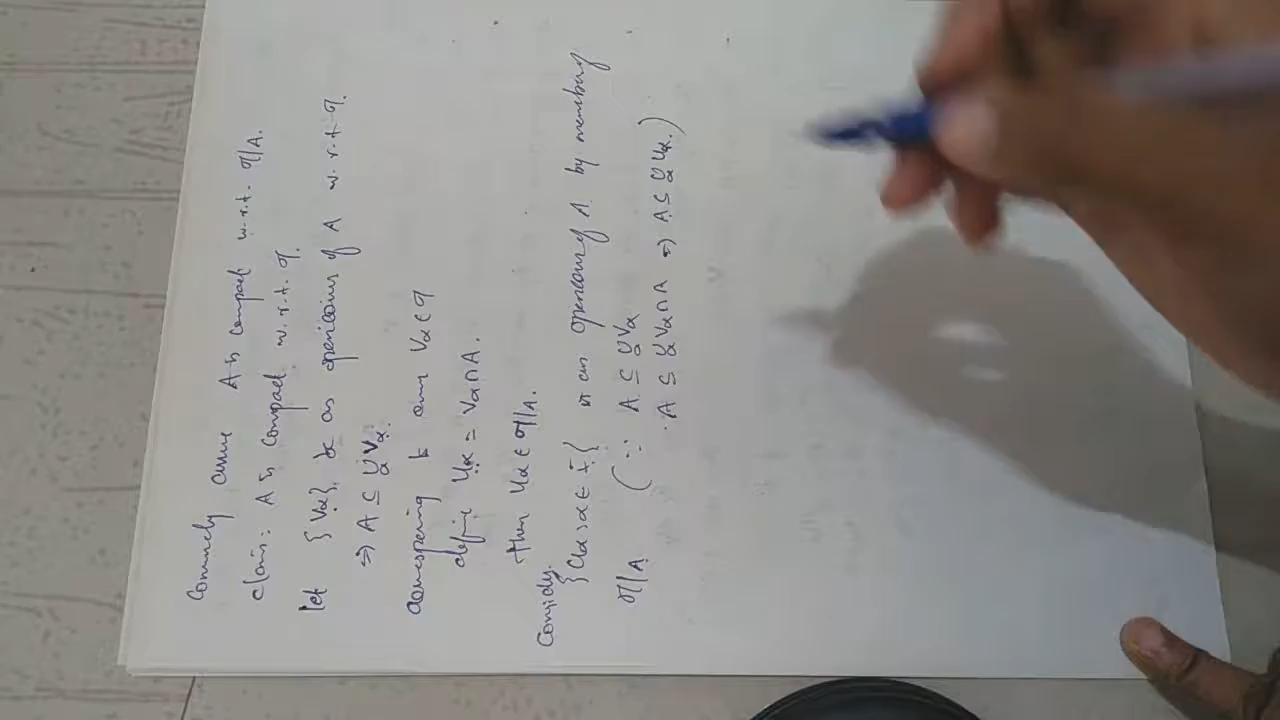 Conversely assume A is compact w.r.t. τ/A.
claim: A is compact w.r.t. τ.
let {Vα} be an open covering of A w.r.t τ.
⇒ A ⊆ ∪α Vα.
corresponding to each Vα ∈ τ
define Uα = Vα ∩ A.
then Uα ∈ τ/A.
Consider
{Uα : α ∈ I} is an open cover of A by members of
τ/A ( ∵ A ⊆ ∪α Vα
A ⊆ ∪α Vα ∩ A ⇒ A ⊆ ∪α Uα. )